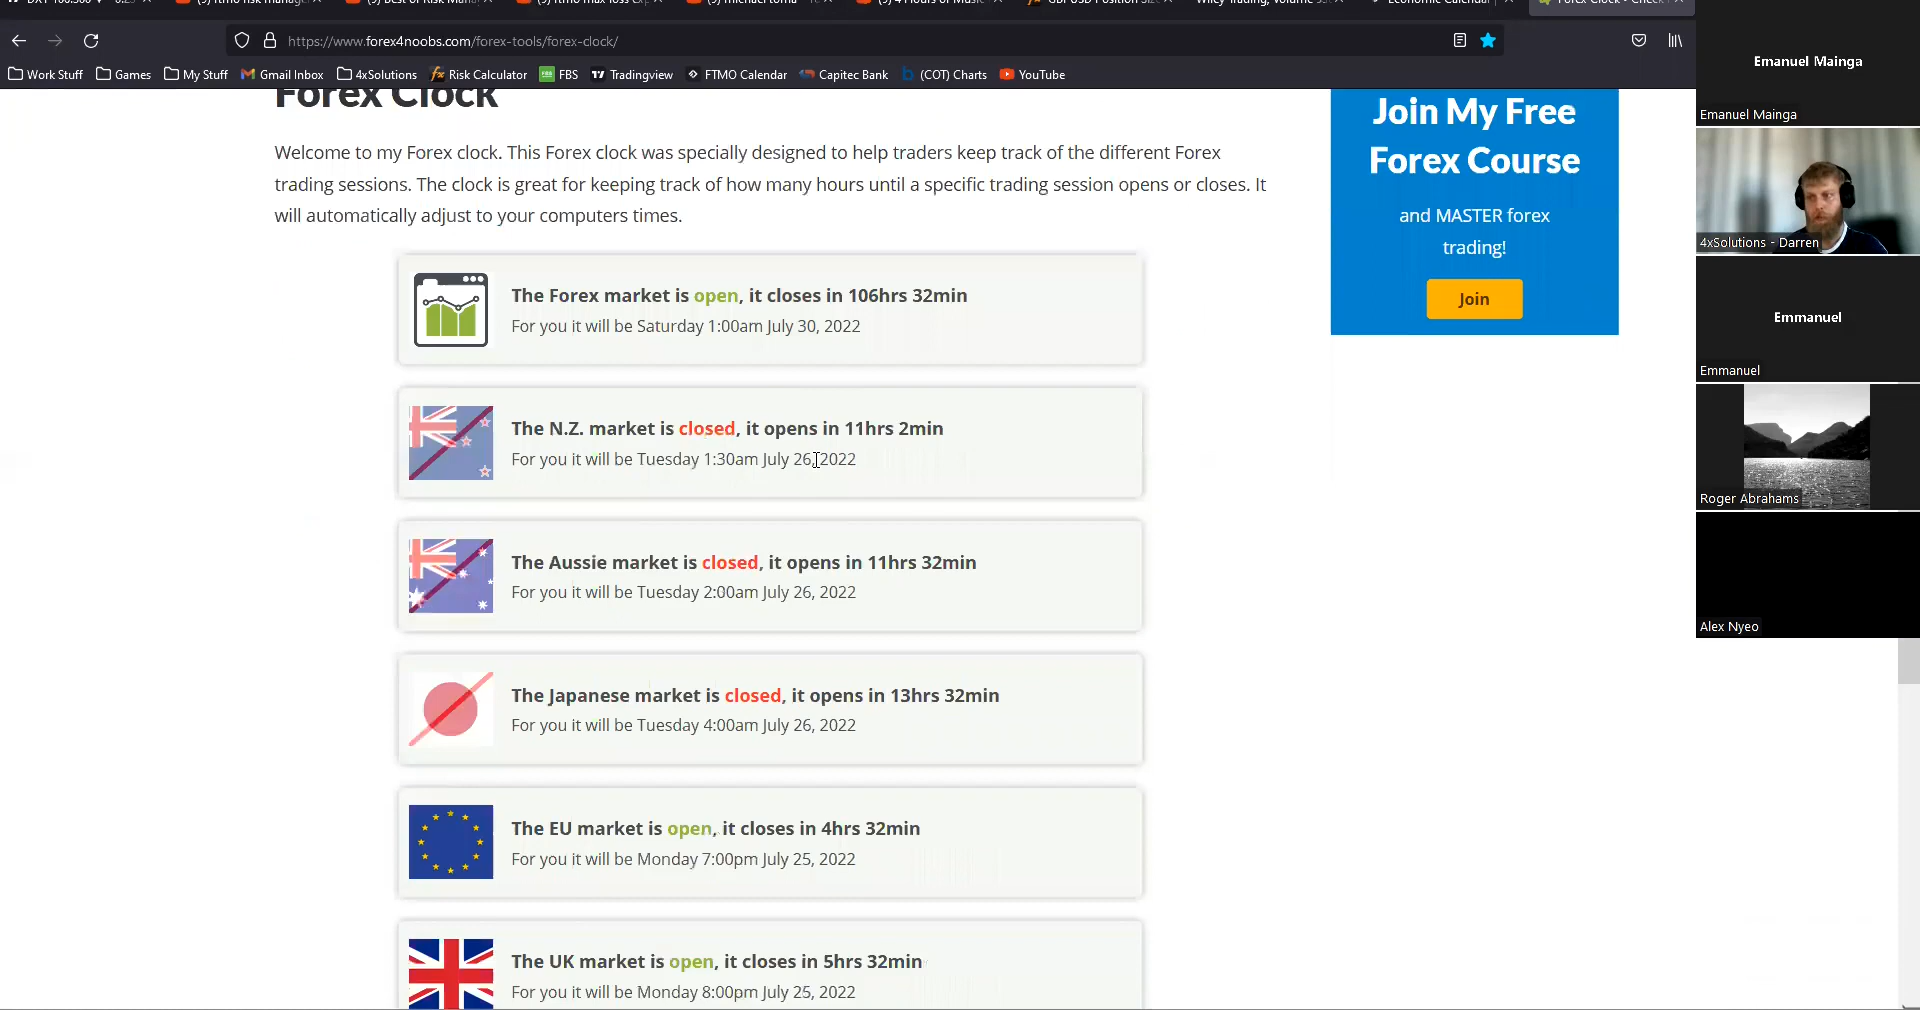 https://www.forex4noobs.com/forex-tools/forex-clock/
Work Stuff Games My Stuff Gmail Inbox 4xSolutions Risk Calculator FBS Tradingview FTMO Calendar Capitec Bank (COT) Charts YouTube
Forex Clock
Welcome to my Forex clock. This Forex clock was specially designed to help traders keep track of the different Forex
trading sessions. The clock is great for keeping track of how many hours until a specific trading session opens or closes. It
will automatically adjust to your computers times.
The Forex market is open, it closes in 106hrs 32min
For you it will be Saturday 1:00am July 30, 2022
The N.Z. market is closed, it opens in 11hrs 2min
For you it will be Tuesday 1:30am July 26, 2022
The Aussie market is closed, it opens in 11hrs 32min
For you it will be Tuesday 2:00am July 26, 2022
The Japanese market is closed, it opens in 13hrs 32min
For you it will be Tuesday 4:00am July 26, 2022
The EU market is open, it closes in 4hrs 32min
For you it will be Monday 7:00pm July 25, 2022
The UK market is open, it closes in 5hrs 32min
For you it will be Monday 8:00pm July 25, 2022
Join My Free
Forex Course
and MASTER forex
trading!
Join
Emanuel Mainga
Emanuel Mainga
4xSolutions - Darren
Emmanuel
Emmanuel
Roger Abrahams
Alex Nyeo